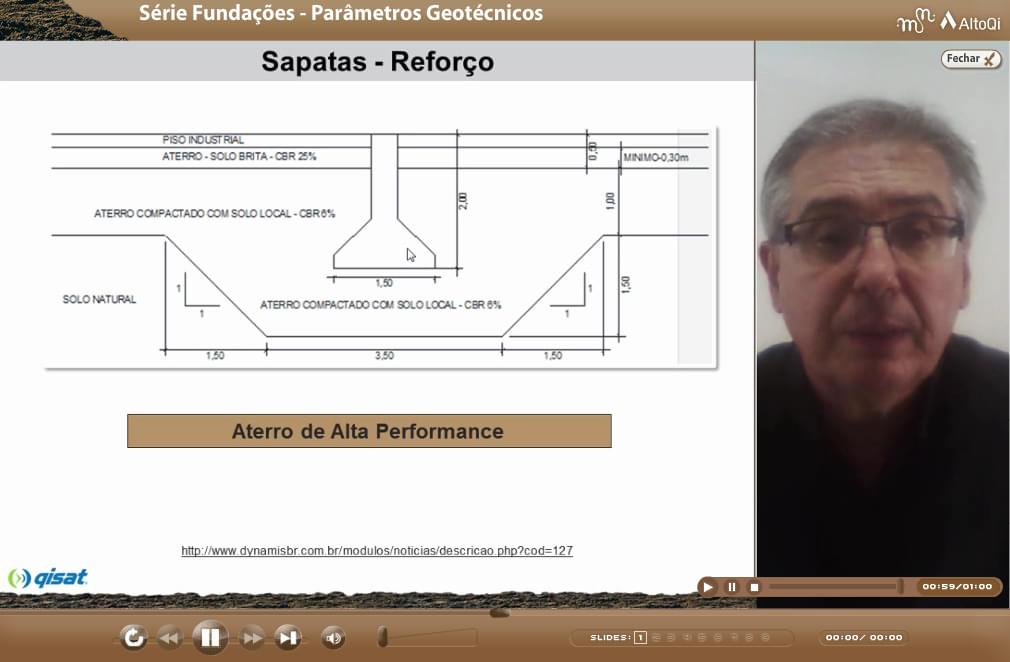 Série Fundações - Parâmetros Geotécnicos
AltoQi
Fechar
Sapatas - Reforço
PISO INDUSTRIAL
ATERRO - SOLO BRITA - CBR 25%
0,50
MINIMO-0,30m
2,00
1,00
ATERRO COMPACTADO COM SOLO LOCAL - CBR 6%
1,50
SOLO NATURAL
1
1
ATERRO COMPACTADO COM SOLO LOCAL - CBR 6%
1
1
1,50
1,50
3,50
1,50
Aterro de Alta Performance
http://www.dynamisbr.com.br/modulos/noticias/descricao.php?cod=127
qisat
00:59/01:00
SLIDES: 1
00:00/ 00:00